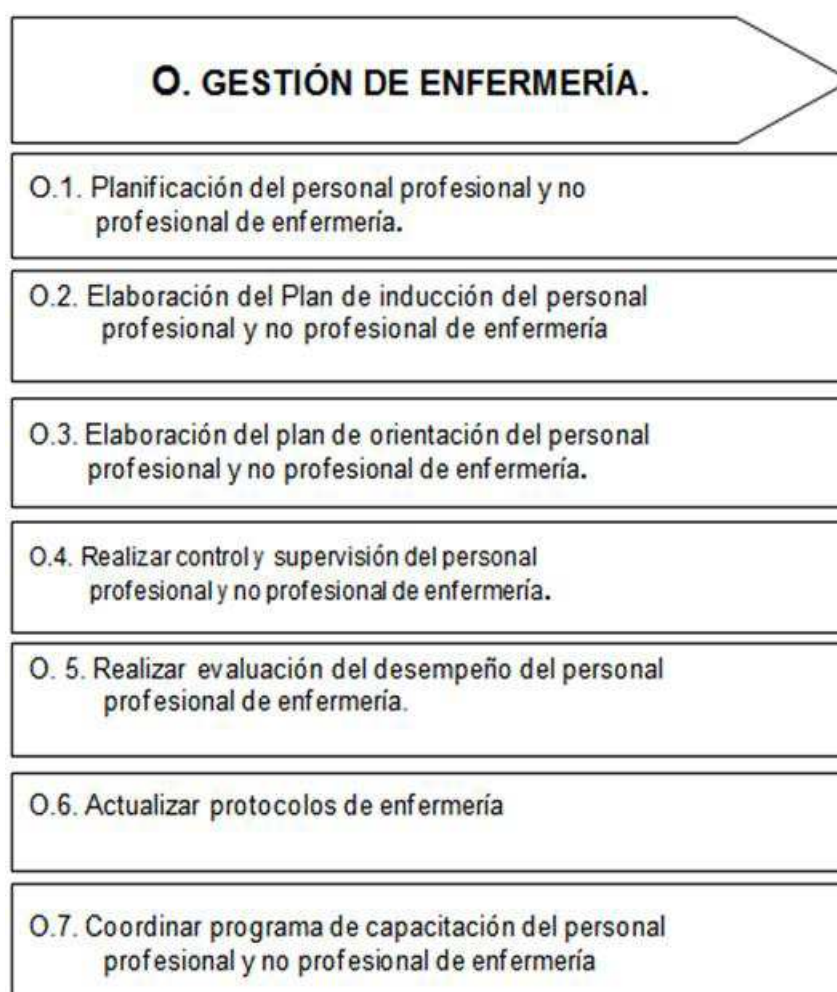 O. GESTIÓN DE ENFERMERÍA.
O.1. Planificación del personal profesional y no
profesional de enfermería.
O.2. Elaboración del Plan de inducción del personal
profesional y no profesional de enfermería
O.3. Elaboración del plan de orientación del personal
profesional y no profesional de enfermería.
O.4. Realizar control y supervisión del personal
profesional y no profesional de enfermería.
O. 5. Realizar evaluación del desempeño del personal
profesional de enfermería.
O.6. Actualizar protocolos de enfermería
O.7. Coordinar programa de capacitación del personal
profesional y no profesional de enfermería